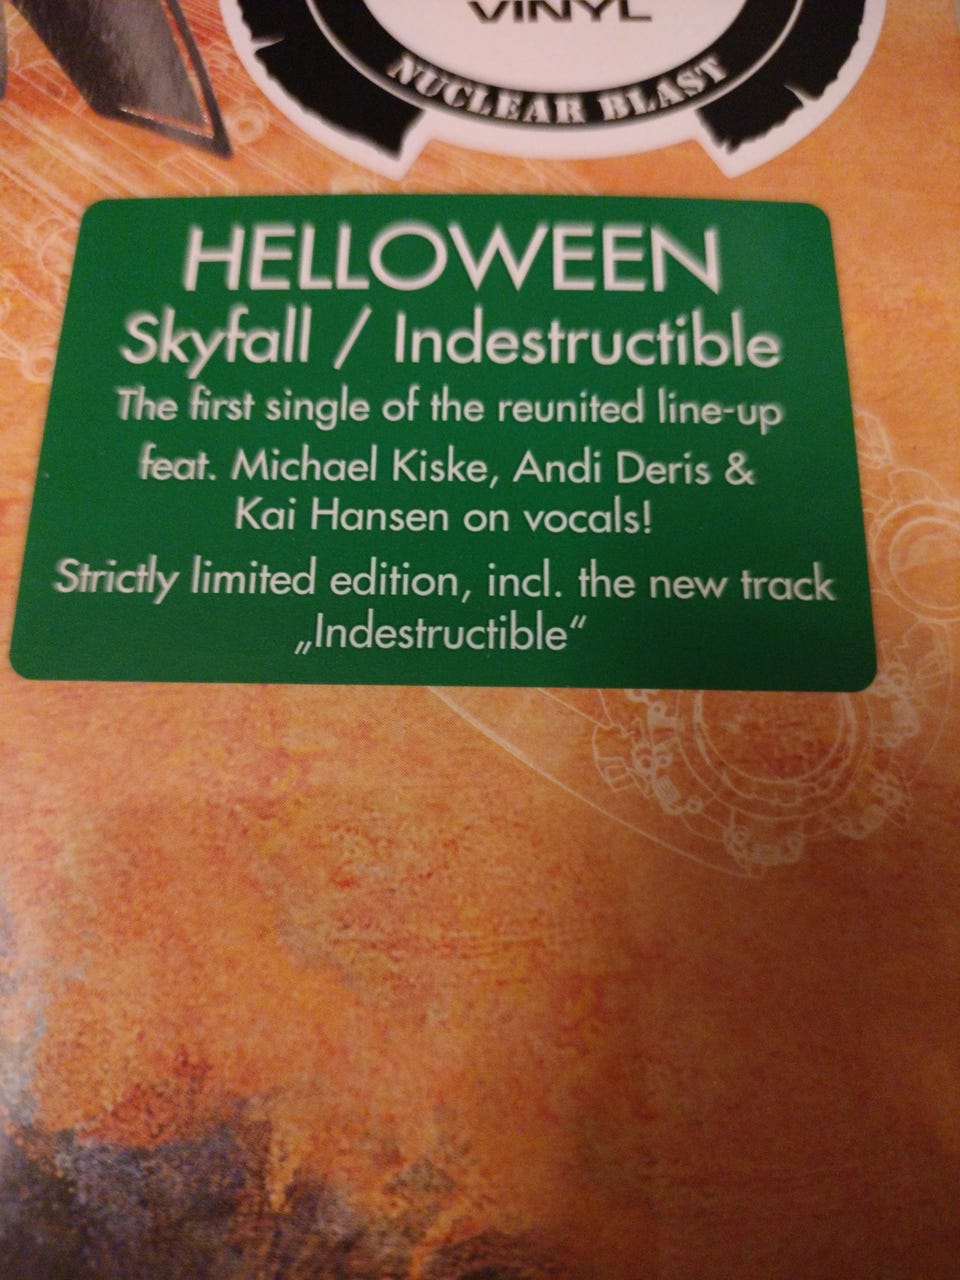 VINYL
NUCLEAR BLAST
HELLOWEEN
Skyfall / Indestructible
The first single of the reunited line-up
feat. Michael Kiske, Andi Deris &
Kai Hansen on vocals!
Strictly limited edition, incl. the new track
„Indestructible“